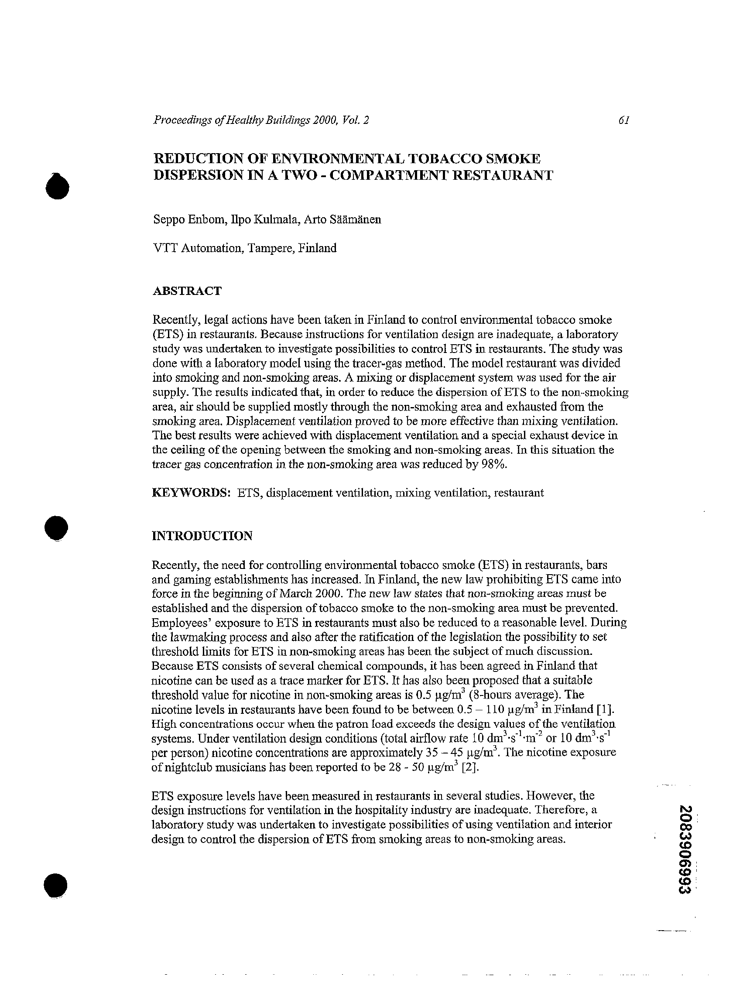 Proceedings of Healthy Buildings 2000, Vol. 2
61
REDUCTION OF ENVIRONMENTAL TOBACCO SMOKE
DISPERSION IN A TWO - COMPARTMENT RESTAURANT
Seppo Enbom, Ilpo Kulmala, Arto Säämänen
VTT Automation, Tampere, Finland
ABSTRACT
Recently, legal actions have been taken in Finland to control environmental tobacco smoke
(ETS) in restaurants. Because instructions for ventilation design are inadequate, a laboratory
study was undertaken to investigate possibilities to control ETS in restaurants. The study was
done with a laboratory model using the tracer-gas method. The model restaurant was divided
into smoking and non-smoking areas. A mixing or displacement system was used for the air
supply. The results indicated that, in order to reduce the dispersion of ETS to the non-smoking
area, air should be supplied mostly through the non-smoking area and exhausted from the
smoking area. Displacement ventilation proved to be more effective than mixing ventilation.
The best results were achieved with displacement ventilation and a special exhaust device in
the ceiling of the opening between the smoking and non-smoking areas. In this situation the
tracer gas concentration in the non-smoking area was reduced by 98%.
KEYWORDS: ETS, displacement ventilation, mixing ventilation, restaurant
INTRODUCTION
Recently, the need for controlling environmental tobacco smoke (ETS) in restaurants, bars
and gaming establishments has increased. In Finland, the new law prohibiting ETS came into
force in the beginning of March 2000. The new law states that non-smoking areas must be
established and the dispersion of tobacco smoke to the non-smoking area must be prevented.
Employees' exposure to ETS in restaurants must also be reduced to a reasonable level. During
the lawmaking process and also after the ratification of the legislation the possibility to set
threshold limits for ETS in non-smoking areas has been the subject of much discussion.
Because ETS consists of several chemical compounds, it has been agreed in Finland that
nicotine can be used as a trace marker for ETS. It has also been proposed that a suitable
threshold value for nicotine in non-smoking areas is 0.5 µg/m³ (8-hours average). The
nicotine levels in restaurants have been found to be between 0.5 – 110 µg/m³ in Finland [1].
High concentrations occur when the patron load exceeds the design values of the ventilation
systems. Under ventilation design conditions (total airflow rate 10 dm³·s⁻¹·m⁻² or 10 dm³·s⁻¹
per person) nicotine concentrations are approximately 35 – 45 µg/m³. The nicotine exposure
of nightclub musicians has been reported to be 28 - 50 µg/m³ [2].
ETS exposure levels have been measured in restaurants in several studies. However, the
design instructions for ventilation in the hospitality industry are inadequate. Therefore, a
laboratory study was undertaken to investigate possibilities of using ventilation and interior
design to control the dispersion of ETS from smoking areas to non-smoking areas.
2083906993